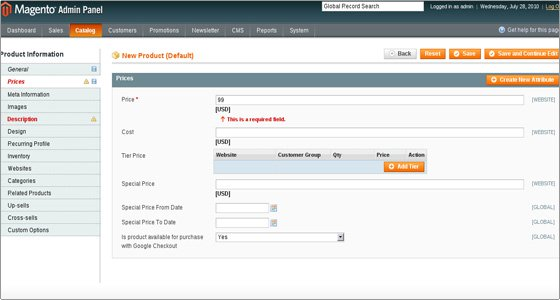 Magento Admin Panel
Global Record Search
Logged in as admin | Wednesday, July 28, 2010 | Log O
Dashboard Sales Catalog Customers Promotions Newsletter CMS Reports System
Get help for this page
Product Information
General
Prices
Meta Information
Images
Description
Design
Recurring Profile
Inventory
Websites
Categories
Related Products
Up-sells
Cross-sells
Custom Options
New Product (Default)
Back Reset Save Save and Continue Edit
Prices
Create New Attribute
Price * 99 [WEBSITE]
[USD]
This is a required field.
Cost [WEBSITE]
[USD]
Tier Price Website Customer Group Qty Price Action
Add Tier
Special Price [WEBSITE]
[USD]
Special Price From Date [GLOBAL]
Special Price To Date [GLOBAL]
Is product available for purchase Yes [GLOBAL]
with Google Checkout